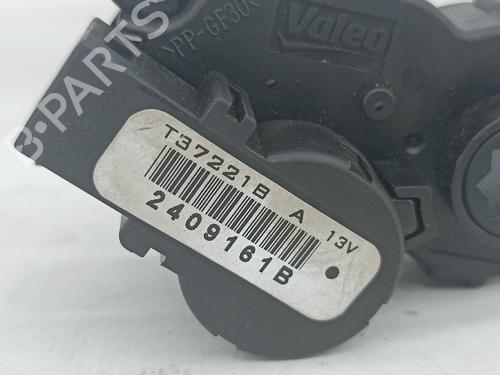 Valeo
>PP-GF30<
T37221B A
13V
2409161B
B-PARTS